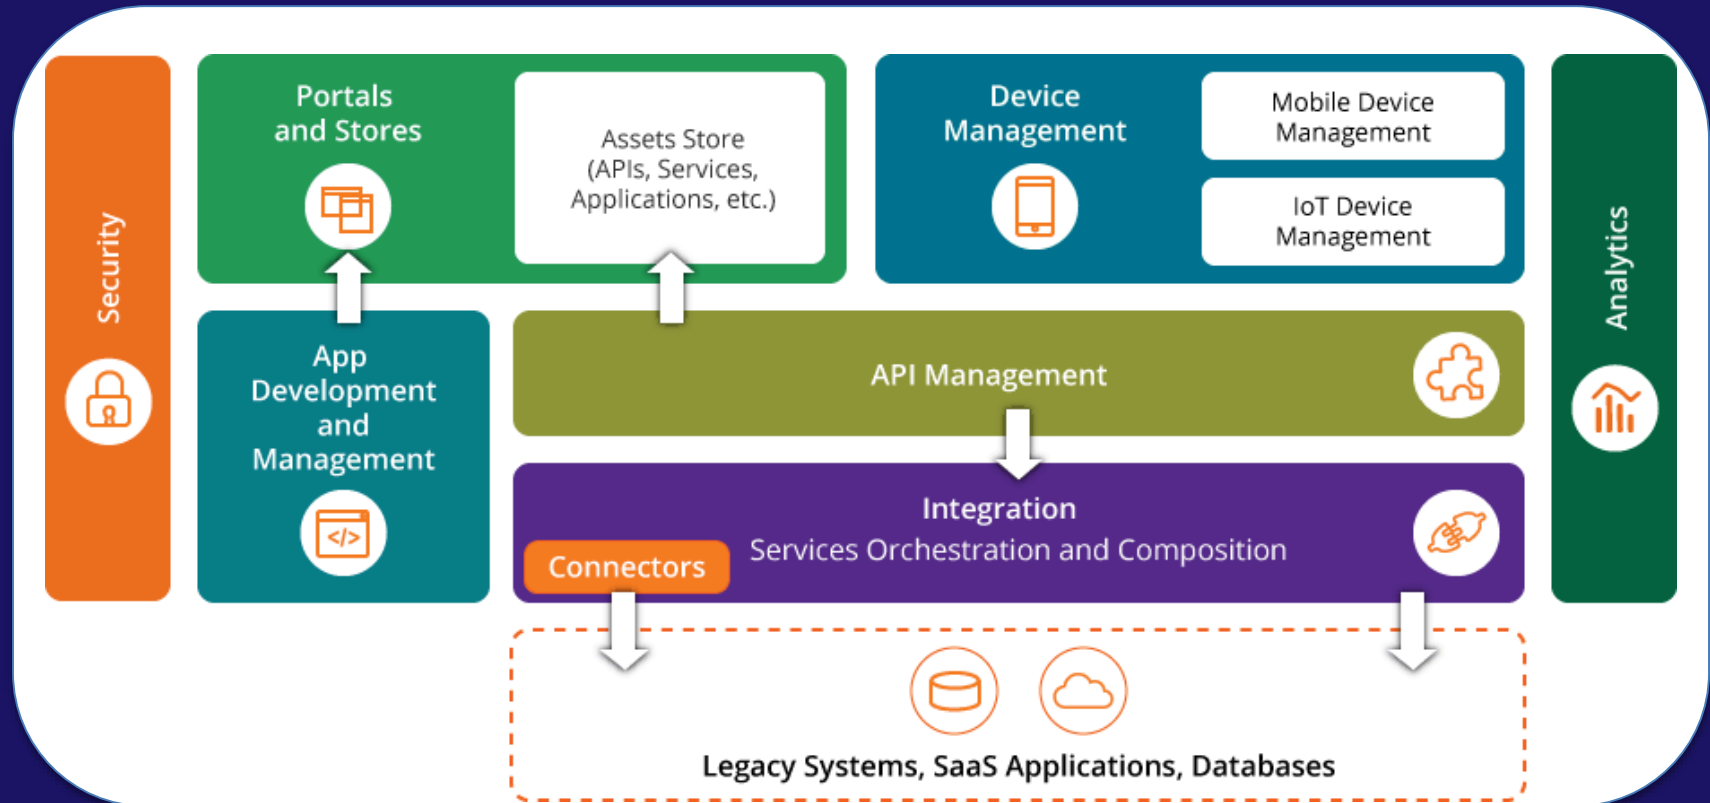 Security
Portals
and Stores
Assets Store
(APIs, Services,
Applications, etc.)
Device
Management
Mobile Device
Management
IoT Device
Management
Analytics
App
Development
and
Management
</>
API Management
Integration
Services Orchestration and Composition
Connectors
Legacy Systems, SaaS Applications, Databases